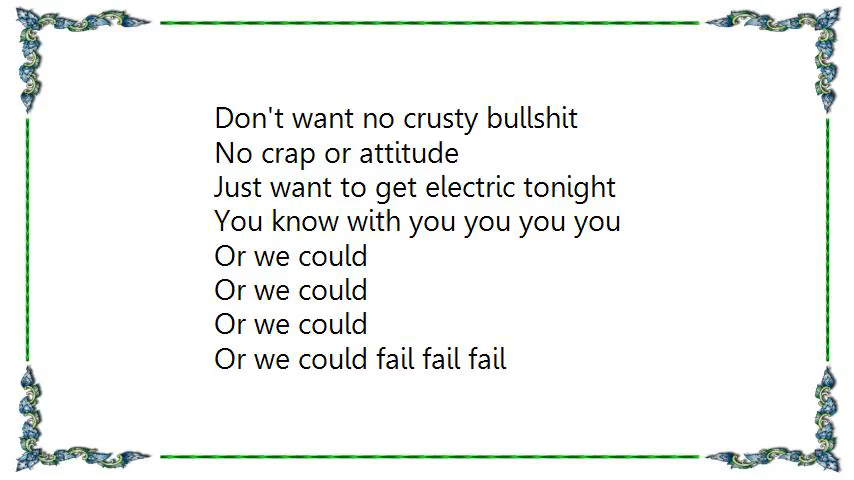 Don't want no crusty bullshit
No crap or attitude
Just want to get electric tonight
You know with you you you you
Or we could
Or we could
Or we could
Or we could fail fail fail